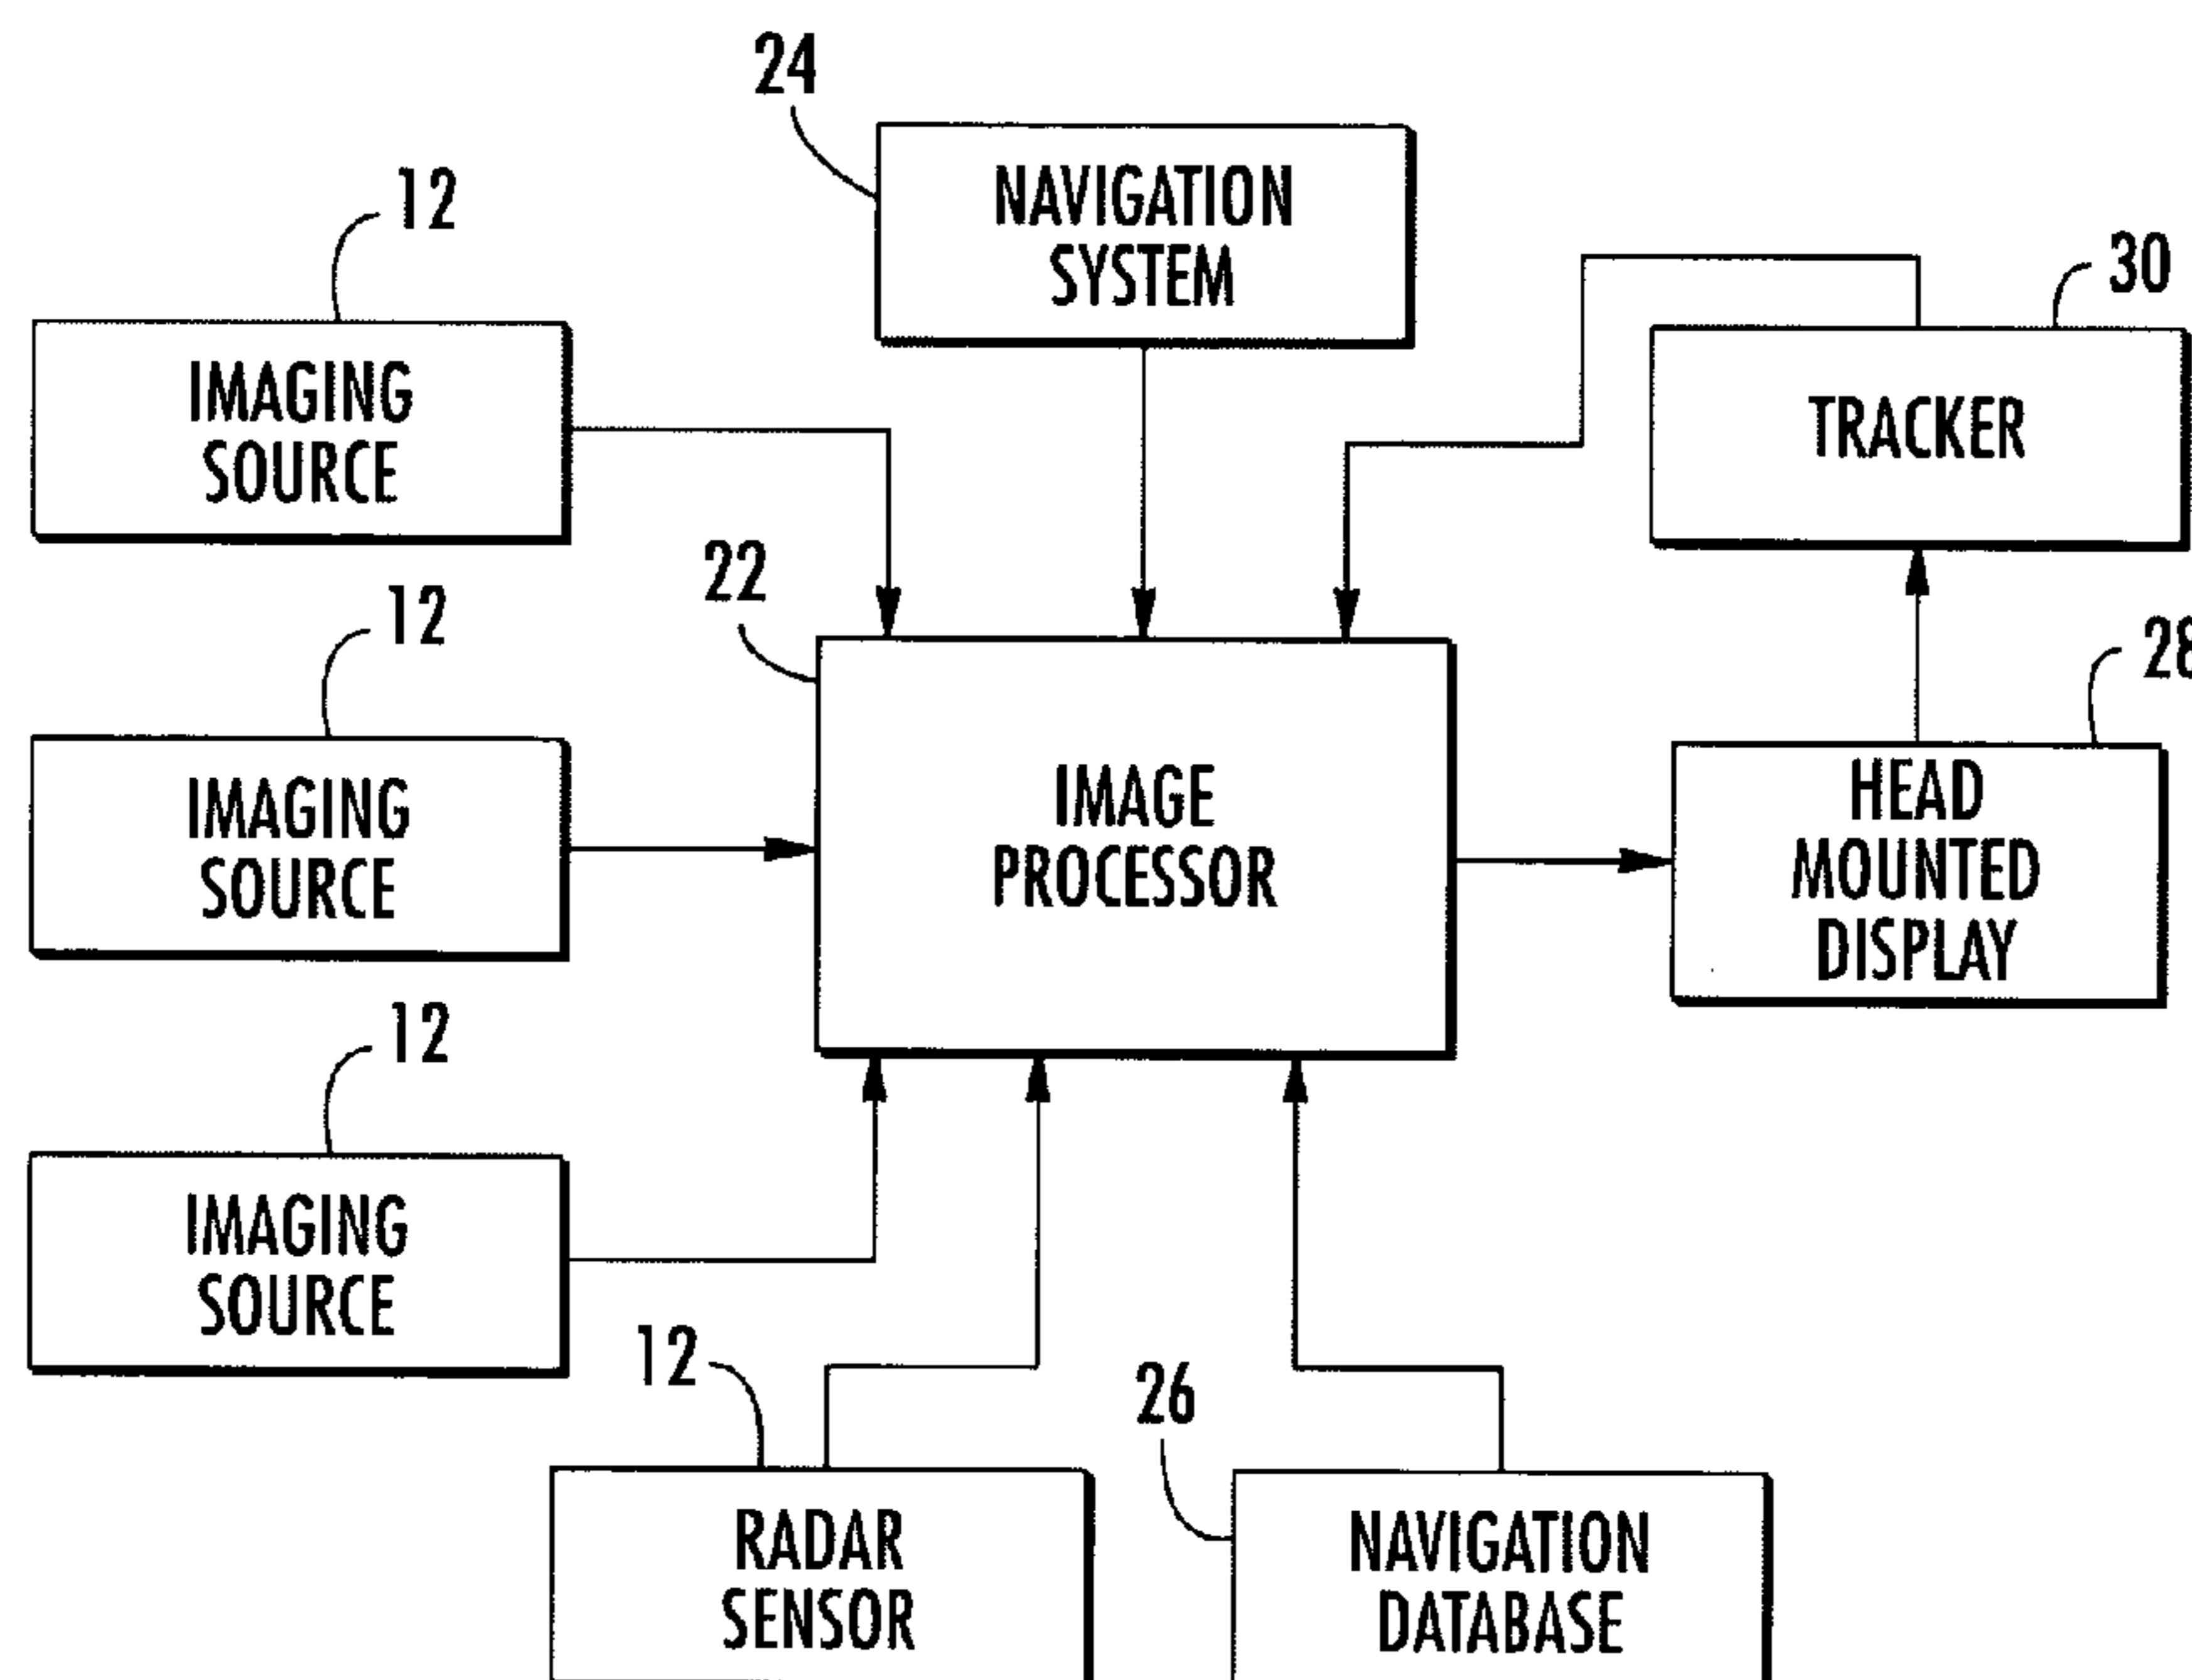 24
NAVIGATION
SYSTEM
12
IMAGING
SOURCE
30
TRACKER
22
12
IMAGING
SOURCE
IMAGE
PROCESSOR
28
HEAD
MOUNTED
DISPLAY
12
IMAGING
SOURCE
12
RADAR
SENSOR
26
NAVIGATION
DATABASE